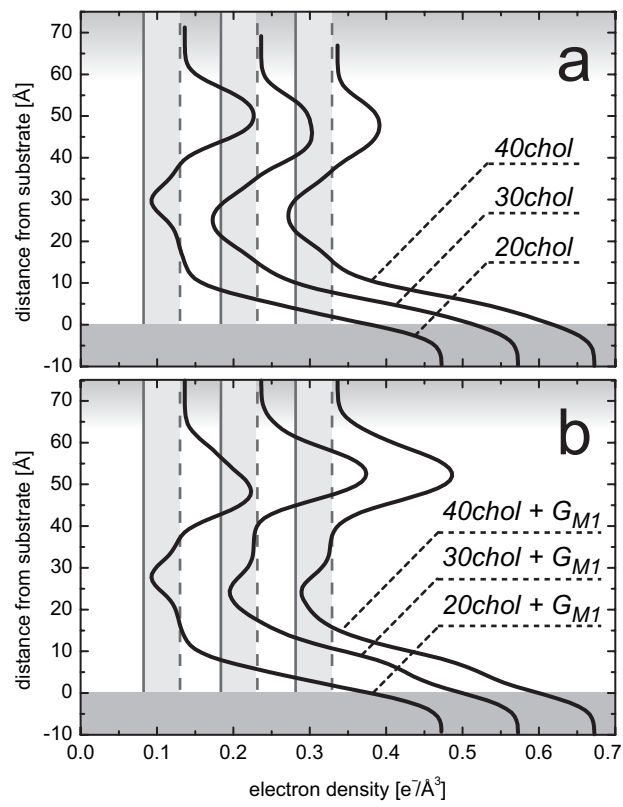 a
distance from substrate [Å]
70
60
50
40
30
20
10
0
-10
40chol
30chol
20chol
b
distance from substrate [Å]
70
60
50
40
30
20
10
0
-10
40chol + GM1
30chol + GM1
20chol + GM1
0.0 0.1 0.2 0.3 0.4 0.5 0.6 0.7
electron density [e⁻/Å³]